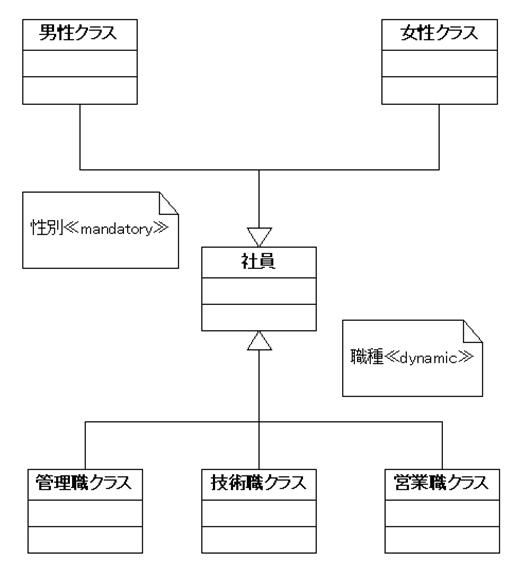 男性クラス
女性クラス
性別≪mandatory≫
社員
職種≪dynamic≫
管理職クラス
技術職クラス
営業職クラス